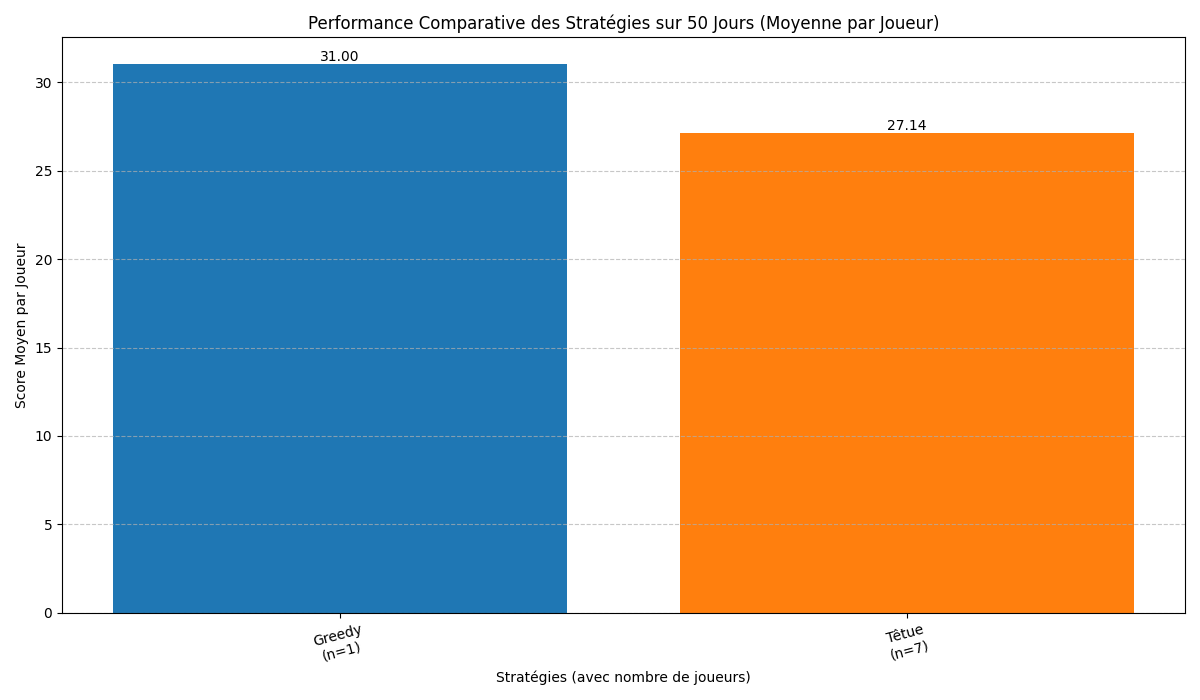 Performance Comparative des Stratégies sur 50 Jours (Moyenne par Joueur)
31.00
27.14
30
25
20
15
10
5
0
Score Moyen par Joueur
Greedy
(n=1)
Têtue
(n=7)
Stratégies (avec nombre de joueurs)